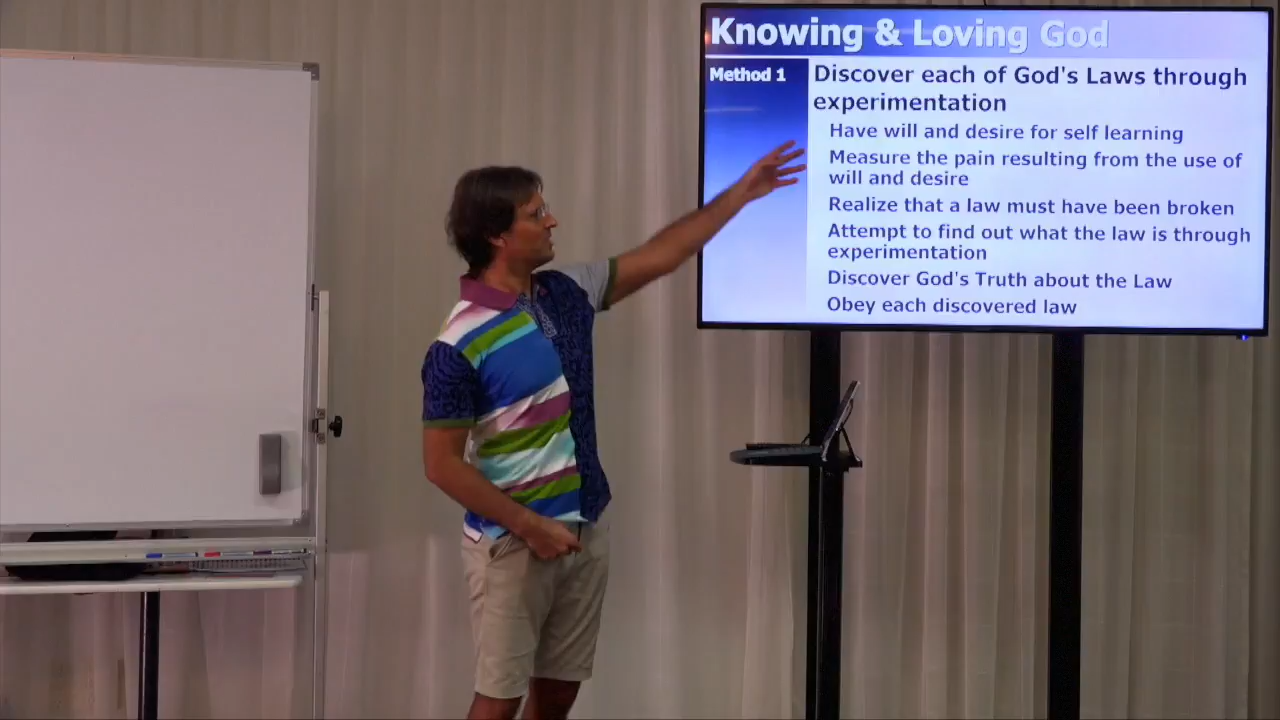 Knowing & Loving God
Method 1
Discover each of God's Laws through
experimentation
Have will and desire for self learning
Measure the pain resulting from the use of
will and desire
Realize that a law must have been broken
Attempt to find out what the law is through
experimentation
Discover God's Truth about the Law
Obey each discovered law